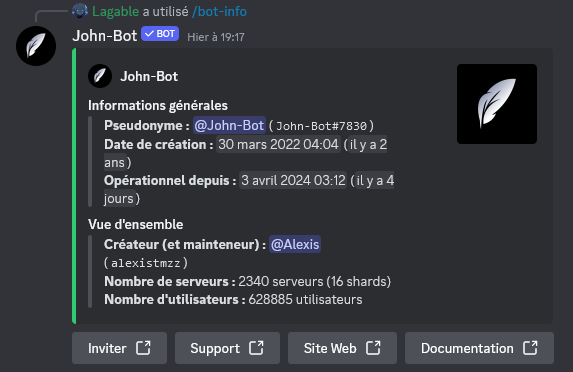 Lagable a utilisé /bot-info
John-Bot ✓ BOT Hier à 19:17
John-Bot
Informations générales
Pseudonyme : @John-Bot (John-Bot#7830)
Date de création : 30 mars 2022 04:04 (il y a 2
ans)
Opérationnel depuis : 3 avril 2024 03:12 (il y a 4
jours)
Vue d'ensemble
Créateur (et mainteneur) : @Alexis
(alexistmzz)
Nombre de serveurs : 2340 serveurs (16 shards)
Nombre d'utilisateurs : 628885 utilisateurs
Inviter Support Site Web Documentation